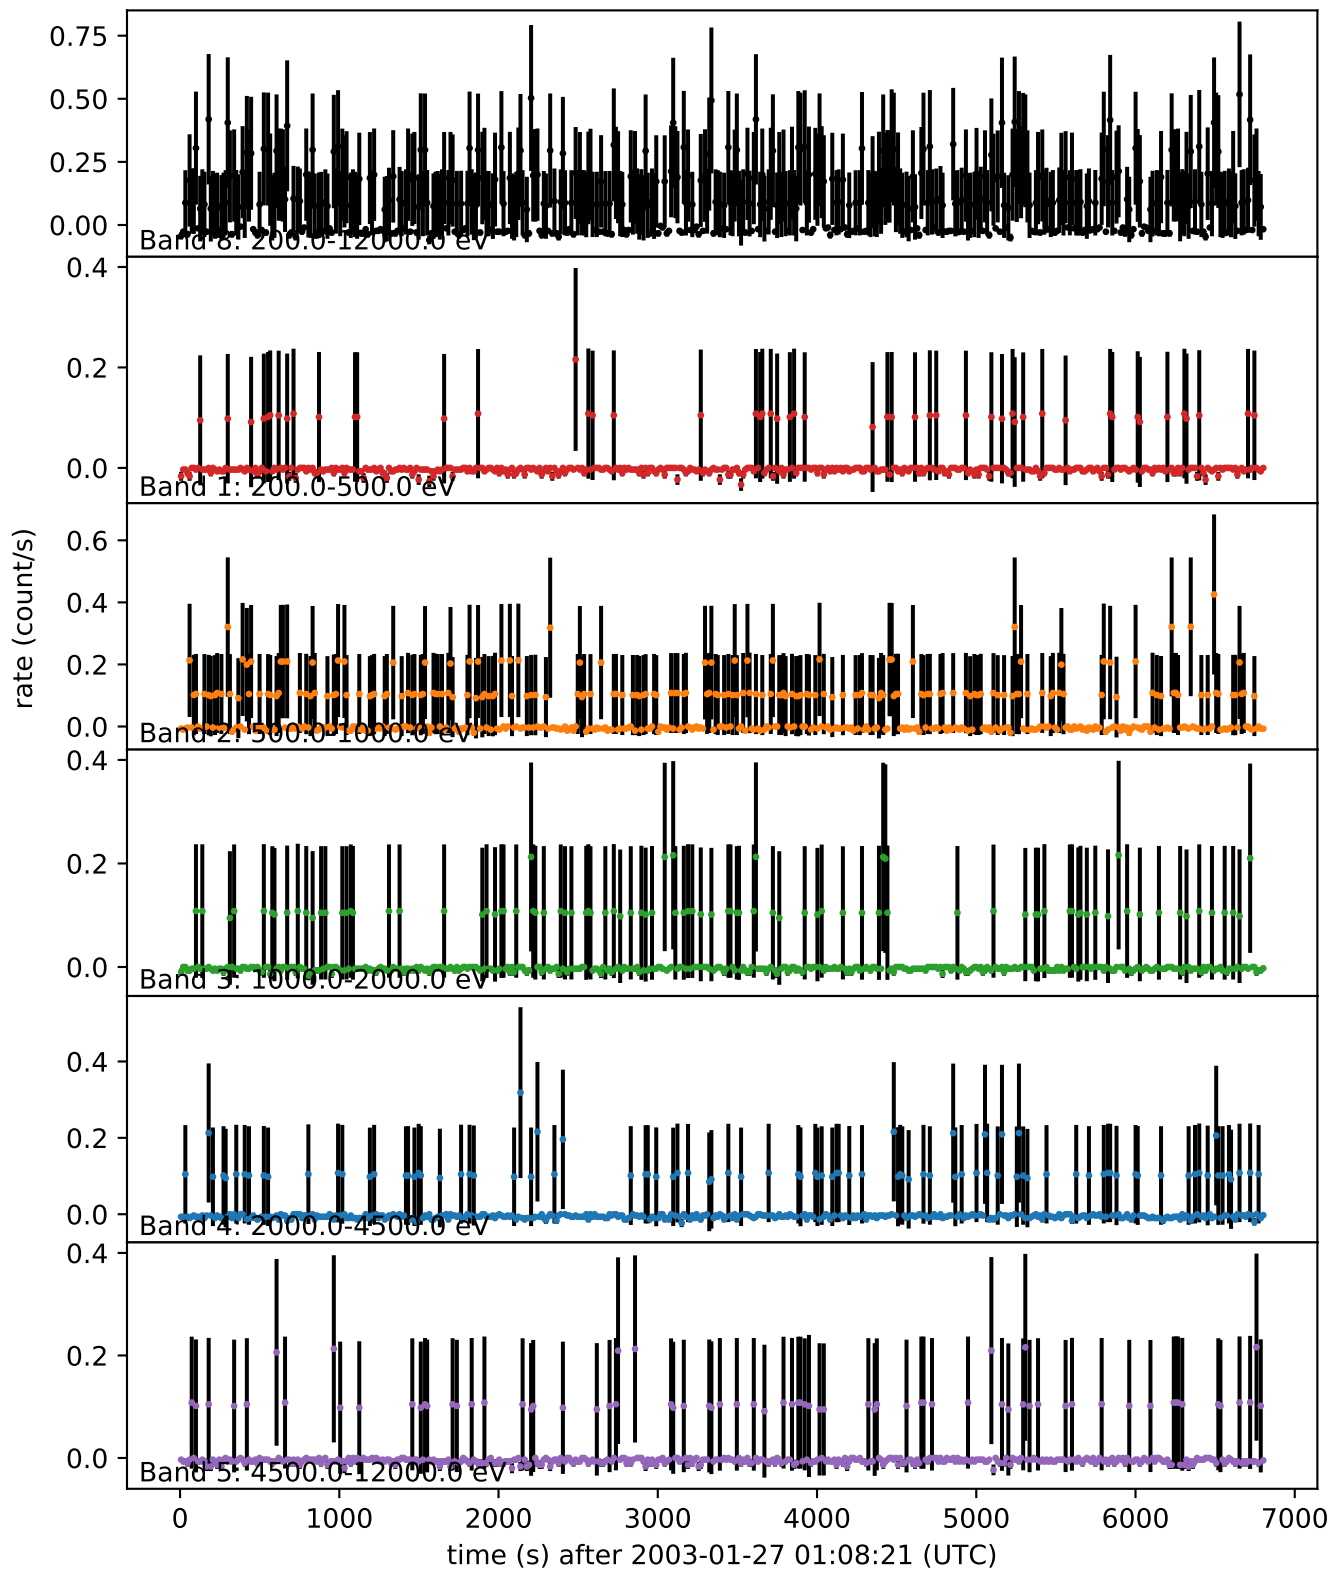 0.75
0.50
0.25
0.00
Band 8: 200.0-12000.0 eV
0.4
0.2
0.0
Band 1: 200.0-500.0 eV
0.6
0.4
0.2
0.0
Band 2: 500.0-1000.0 eV
rate (count/s)
0.4
0.2
0.0
Band 3: 1000.0-2000.0 eV
0.4
0.2
0.0
Band 4: 2000.0-4500.0 eV
0.4
0.2
0.0
Band 5: 4500.0-12000.0 eV
0 1000 2000 3000 4000 5000 6000 7000
time (s) after 2003-01-27 01:08:21 (UTC)